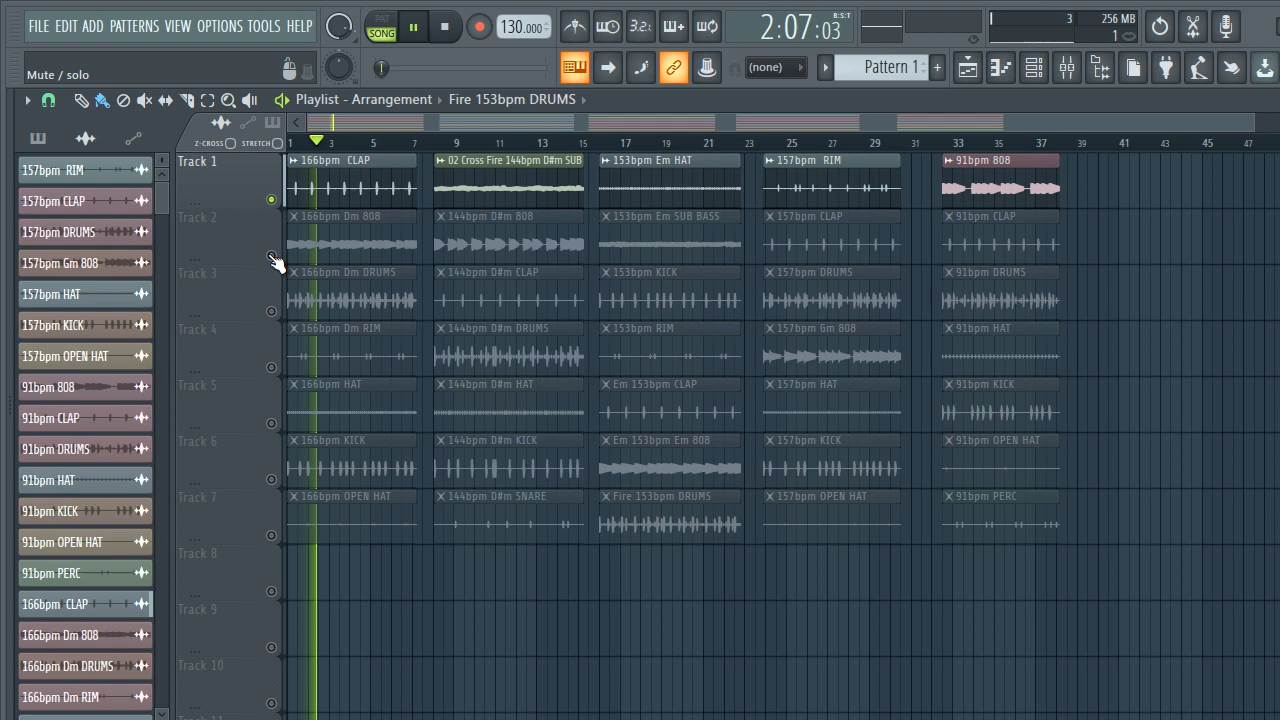 FILE EDIT ADD PATTERNS VIEW OPTIONS TOOLS HELP
PAT
SONG
130.000
3.2.
2:07:03
B:S:T
3
256 MB
1
Mute / solo
(none)
Pattern 1
Playlist - Arrangement
Fire 153bpm DRUMS
Z-CROSS
STRETCH
1 3 5 7 9 11 13 15 17 19 21 23 25 27 29 31 33 35 37 39 41 43 45 47
157bpm RIM
157bpm CLAP
157bpm DRUMS
157bpm Gm 808
157bpm HAT
157bpm KICK
157bpm OPEN HAT
91bpm 808
91bpm CLAP
91bpm DRUMS
91bpm HAT
91bpm KICK
91bpm OPEN HAT
91bpm PERC
166bpm CLAP
166bpm Dm 808
166bpm Dm DRUMS
166bpm Dm RIM
Track 1
166bpm CLAP
02 Cross Fire 144bpm D#m SUB
153bpm Em HAT
157bpm RIM
91bpm 808
Track 2
166bpm Dm 808
144bpm D#m 808
153bpm Em SUB BASS
157bpm CLAP
91bpm CLAP
Track 3
166bpm Dm DRUMS
144bpm D#m CLAP
153bpm KICK
157bpm DRUMS
91bpm DRUMS
Track 4
166bpm Dm RIM
144bpm D#m DRUMS
153bpm RIM
157bpm Gm 808
91bpm HAT
Track 5
166bpm HAT
144bpm D#m HAT
Em 153bpm CLAP
157bpm HAT
91bpm KICK
Track 6
166bpm KICK
144bpm D#m KICK
Em 153bpm Em 808
157bpm KICK
91bpm OPEN HAT
Track 7
166bpm OPEN HAT
144bpm D#m SNARE
Fire 153bpm DRUMS
157bpm OPEN HAT
91bpm PERC
Track 8
Track 9
Track 10